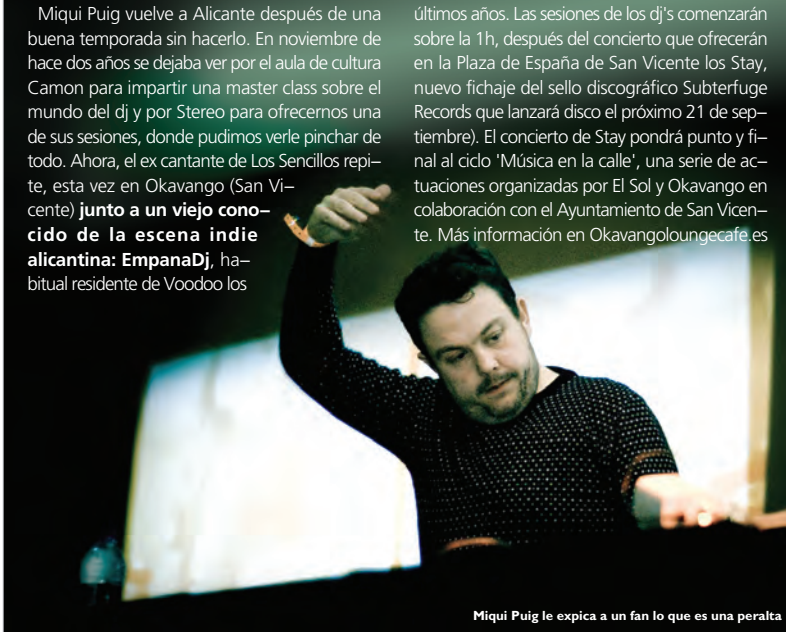 Miqui Puig vuelve a Alicante después de una
buena temporada sin hacerlo. En noviembre de
hace dos años se dejaba ver por el aula de cultura
Camon para impartir una master class sobre el
mundo del dj y por Stereo para ofrecernos una
de sus sesiones, donde pudimos verle pinchar de
todo. Ahora, el ex cantante de Los Sencillos repi–
te, esta vez en Okavango (San Vi–
cente) junto a un viejo cono–
cido de la escena indie
alicantina: EmpanaDj, ha–
bitual residente de Voodoo los
últimos años. Las sesiones de los dj's comenzarán
sobre la 1h, después del concierto que ofrecerán
en la Plaza de España de San Vicente los Stay,
nuevo fichaje del sello discográfico Subterfuge
Records que lanzará disco el próximo 21 de sep–
tiembre). El concierto de Stay pondrá punto y fi–
nal al ciclo 'Música en la calle', una serie de ac–
tuaciones organizadas por El Sol y Okavango en
colaboración con el Ayuntamiento de San Vicen–
te. Más información en Okavangoloungecafe.es
Miqui Puig le expica a un fan lo que es una peralta